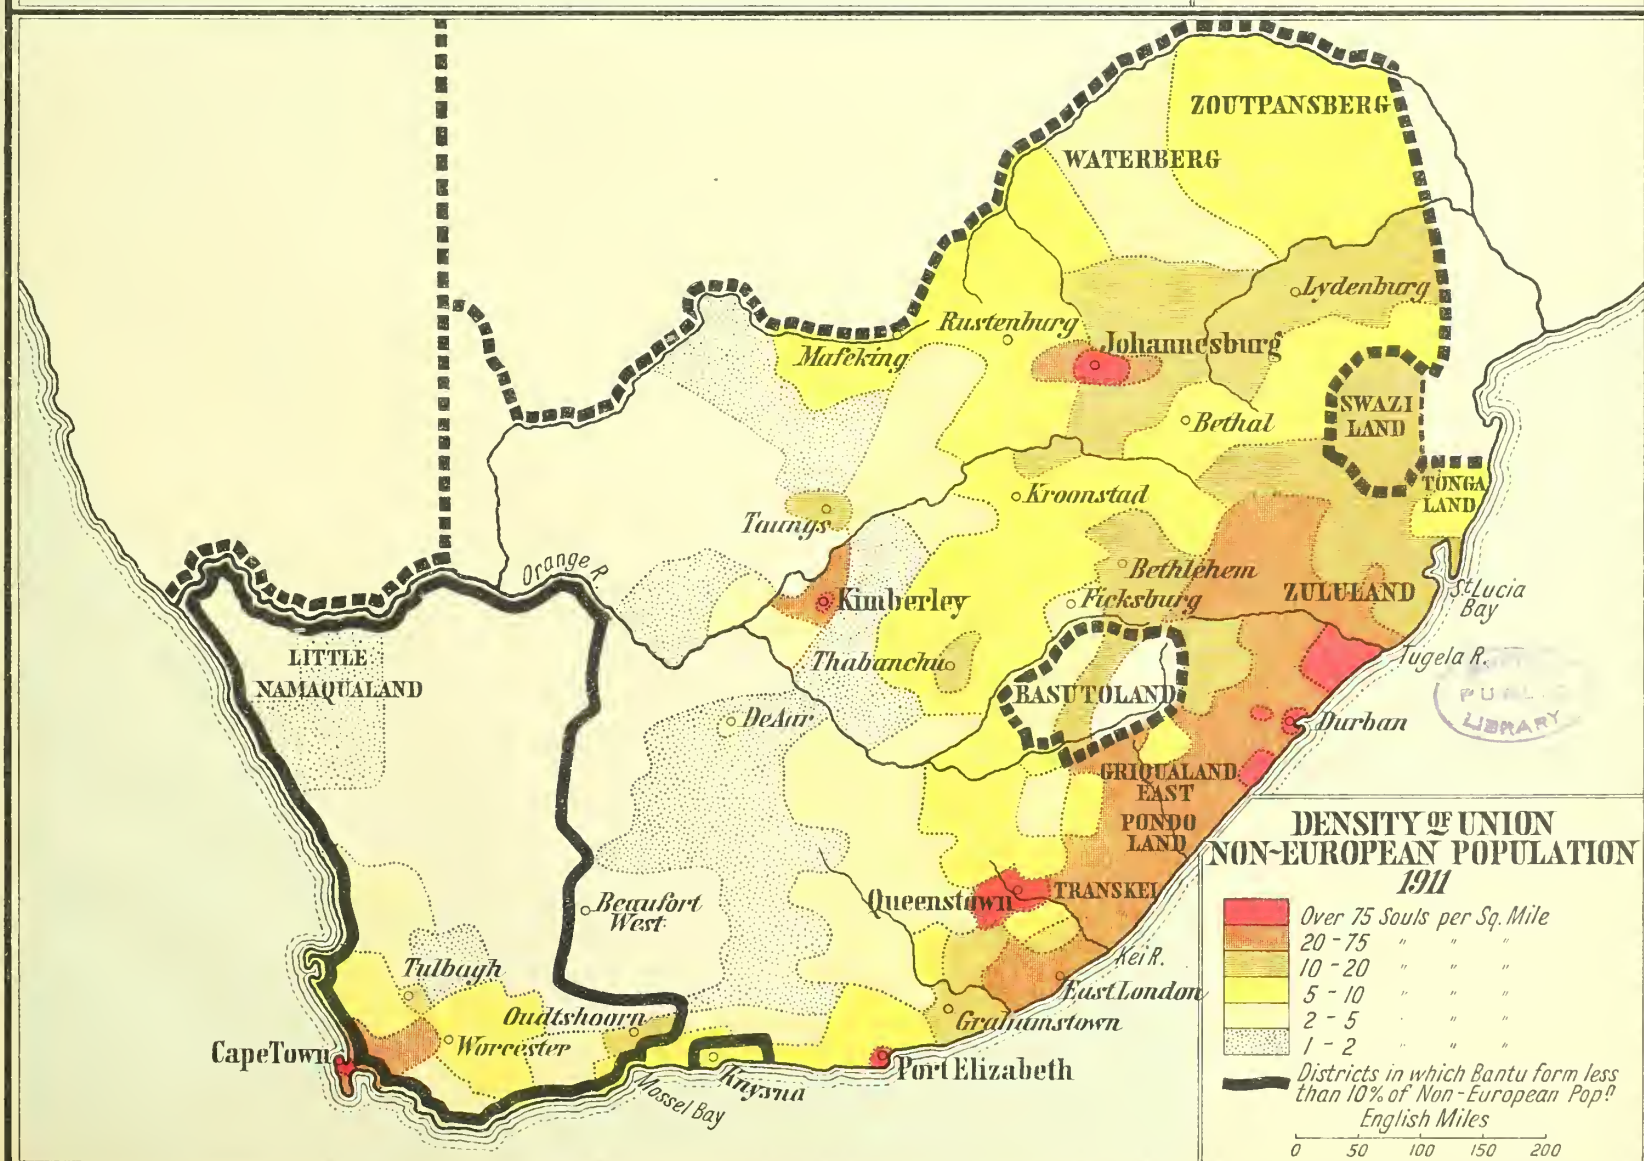 ZOUTPANSBERG
WATERBERG
Lydenburg
Rustenburg
Johannesburg
Mafeking
SWAZI
LAND
Bethal
TONGA
LAND
Kroonstad
Taungs
Orange R.
Bethlehem
ZULULAND
St. Lucia
Bay
Kimberley
Ficksburg
LITTLE
NAMAQUALAND
Thabanchu
Tugela R.
BASUTOLAND
PUBLIC
LIBRARY
De Aar
Durban
GRIQUALAND
EAST
PONDO
LAND
Queenstown
TRANSKEI
Beaufort
West
Kei R.
Tulbagh
East London
Oudtshoorn
Grahamstown
Cape Town
Worcester
Port Elizabeth
Knysna
Mossel Bay
DENSITY OF UNION
NON-EUROPEAN POPULATION
1911
Over 75 Souls per Sq. Mile
20 - 75 " " "
10 - 20 " " "
5 - 10 " " "
2 - 5 " " "
1 - 2 " " "
Districts in which Bantu form less
than 10% of Non-European Popn.
English Miles
0 50 100 150 200